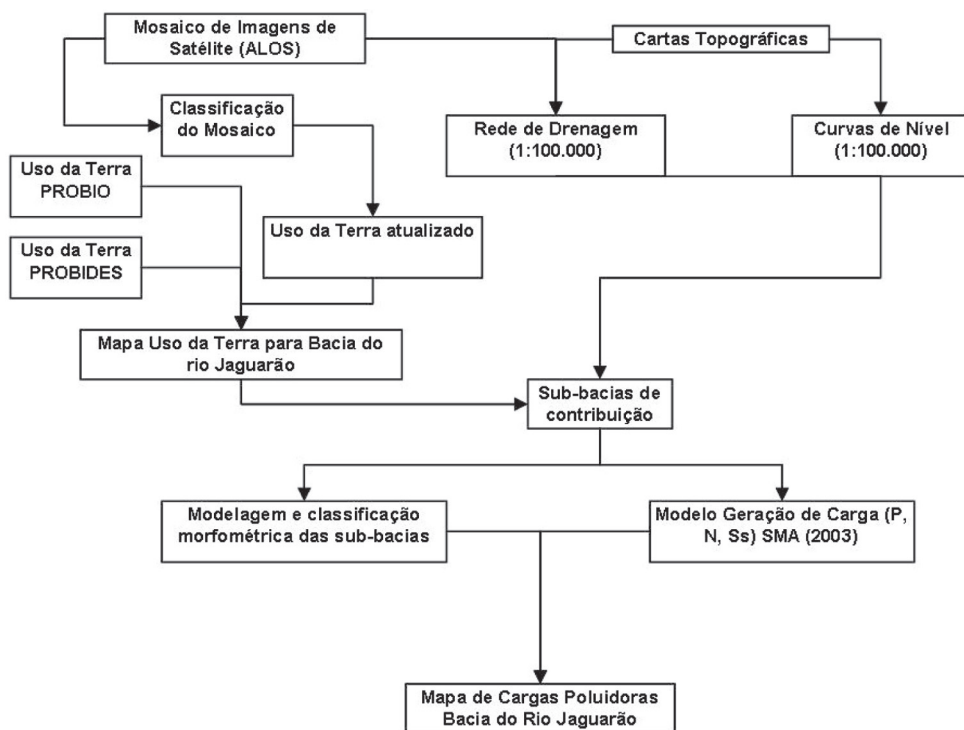 Mosaico de Imagens de
Satélite (ALOS)
Cartas Topográficas
Classificação
do Mosaico
Rede de Drenagem
(1:100.000)
Curvas de Nível
(1:100.000)
Uso da Terra
PROBIO
Uso da Terra atualizado
Uso da Terra
PROBIDES
Mapa Uso da Terra para Bacia do
rio Jaguarão
Sub-bacias de
contribuição
Modelagem e classificação
morfométrica das sub-bacias
Modelo Geração de Carga (P,
N, Ss) SMA (2003)
Mapa de Cargas Poluidoras
Bacia do Rio Jaguarão